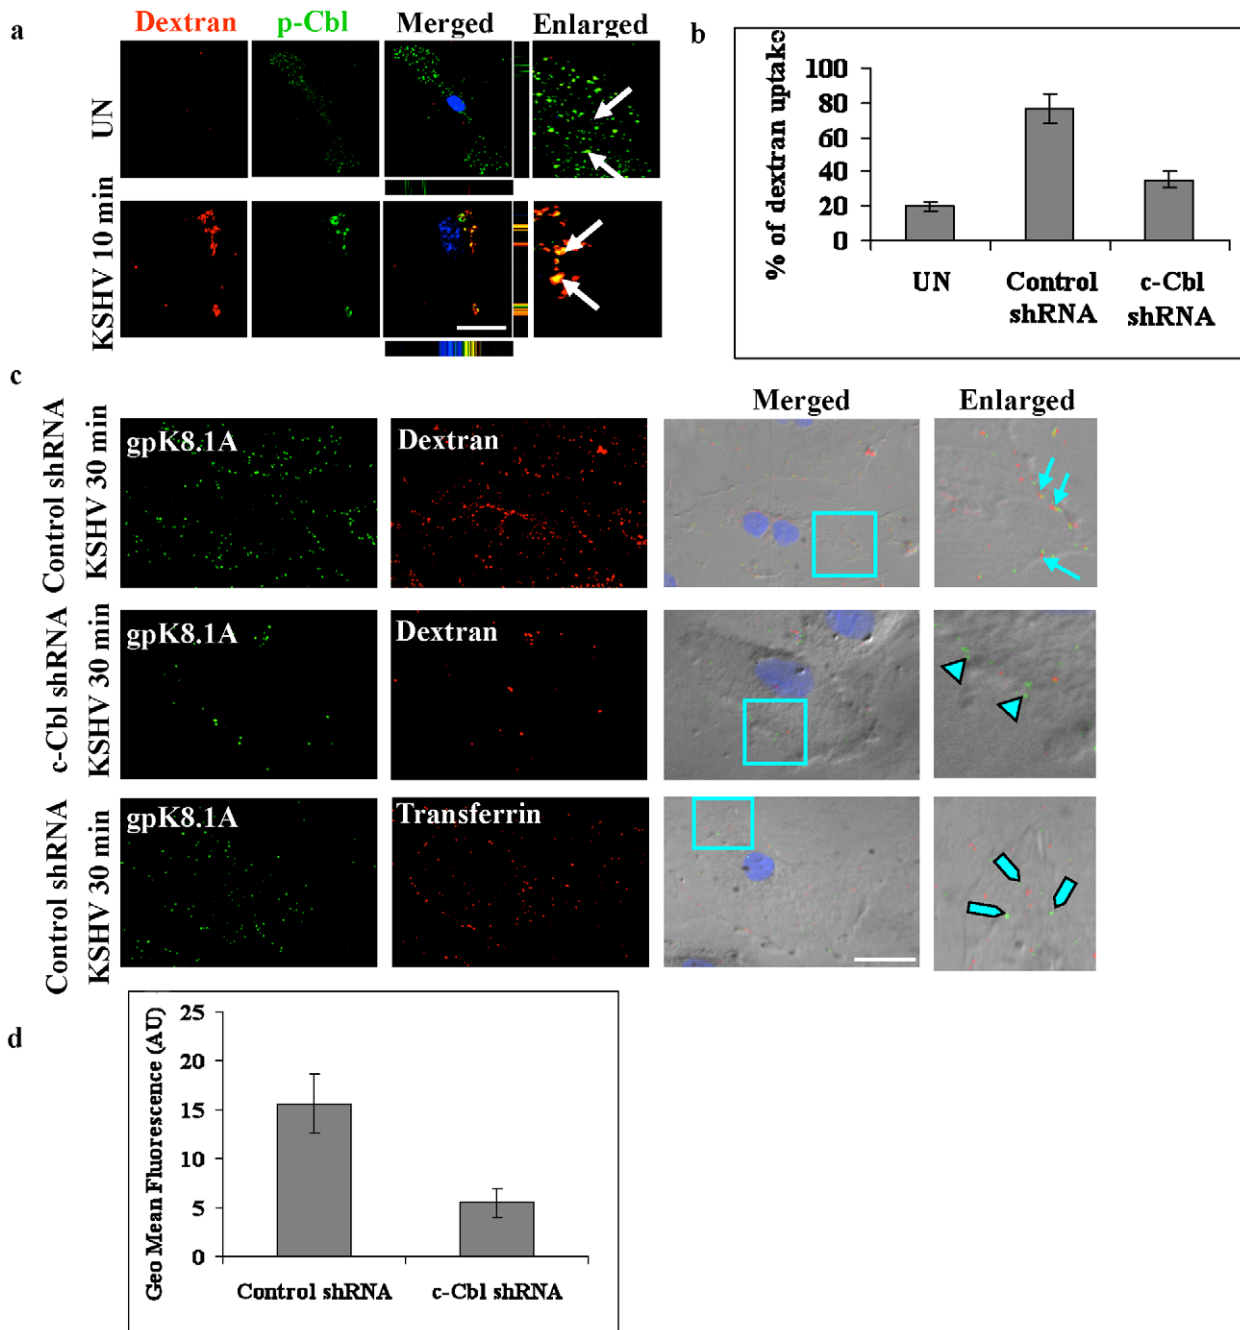 a
Dextran
p-Cbl
Merged
Enlarged
UN
KSHV 10 min
b
% of dextran uptake
100
80
60
40
20
0
UN
Control shRNA
c-Cbl shRNA
c
Merged
Enlarged
Control shRNA
KSHV 30 min
gpK8.1A
Dextran
c-Cbl shRNA
KSHV 30 min
gpK8.1A
Dextran
Control shRNA
KSHV 30 min
gpK8.1A
Transferrin
d
Geo Mean Fluorescence (AU)
25
20
15
10
5
0
Control shRNA
c-Cbl shRNA